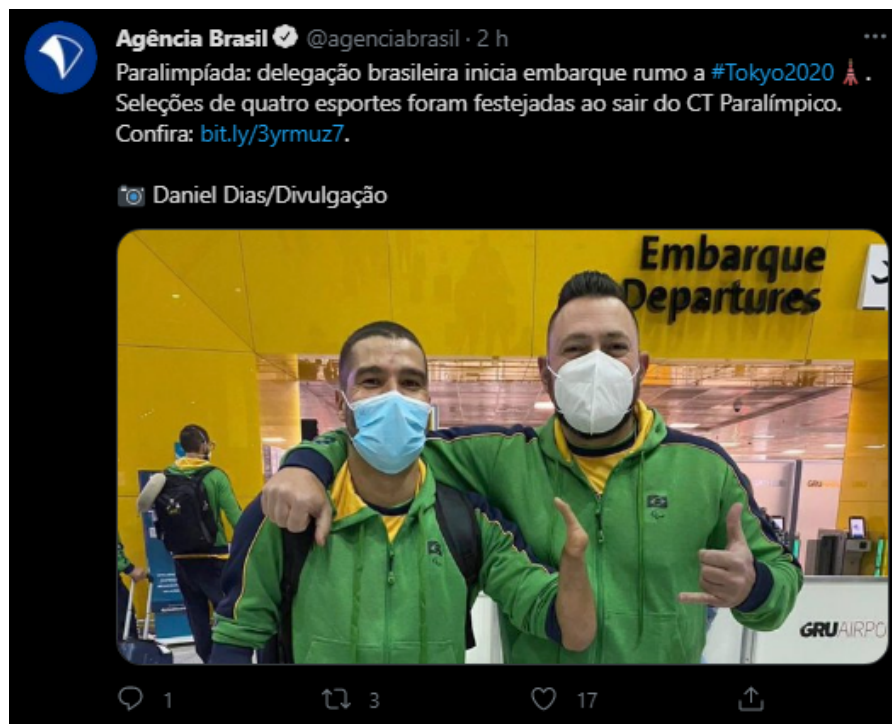 Agência Brasil @agenciabrasil · 2 h
Paralimpíada: delegação brasileira inicia embarque rumo a #Tokyo2020 🗼.
Seleções de quatro esportes foram festejadas ao sair do CT Paralímpico.
Confira: bit.ly/3yrmuz7.
📷 Daniel Dias/Divulgação
Embarque
Departures
GRU AIRPO
1 3 17